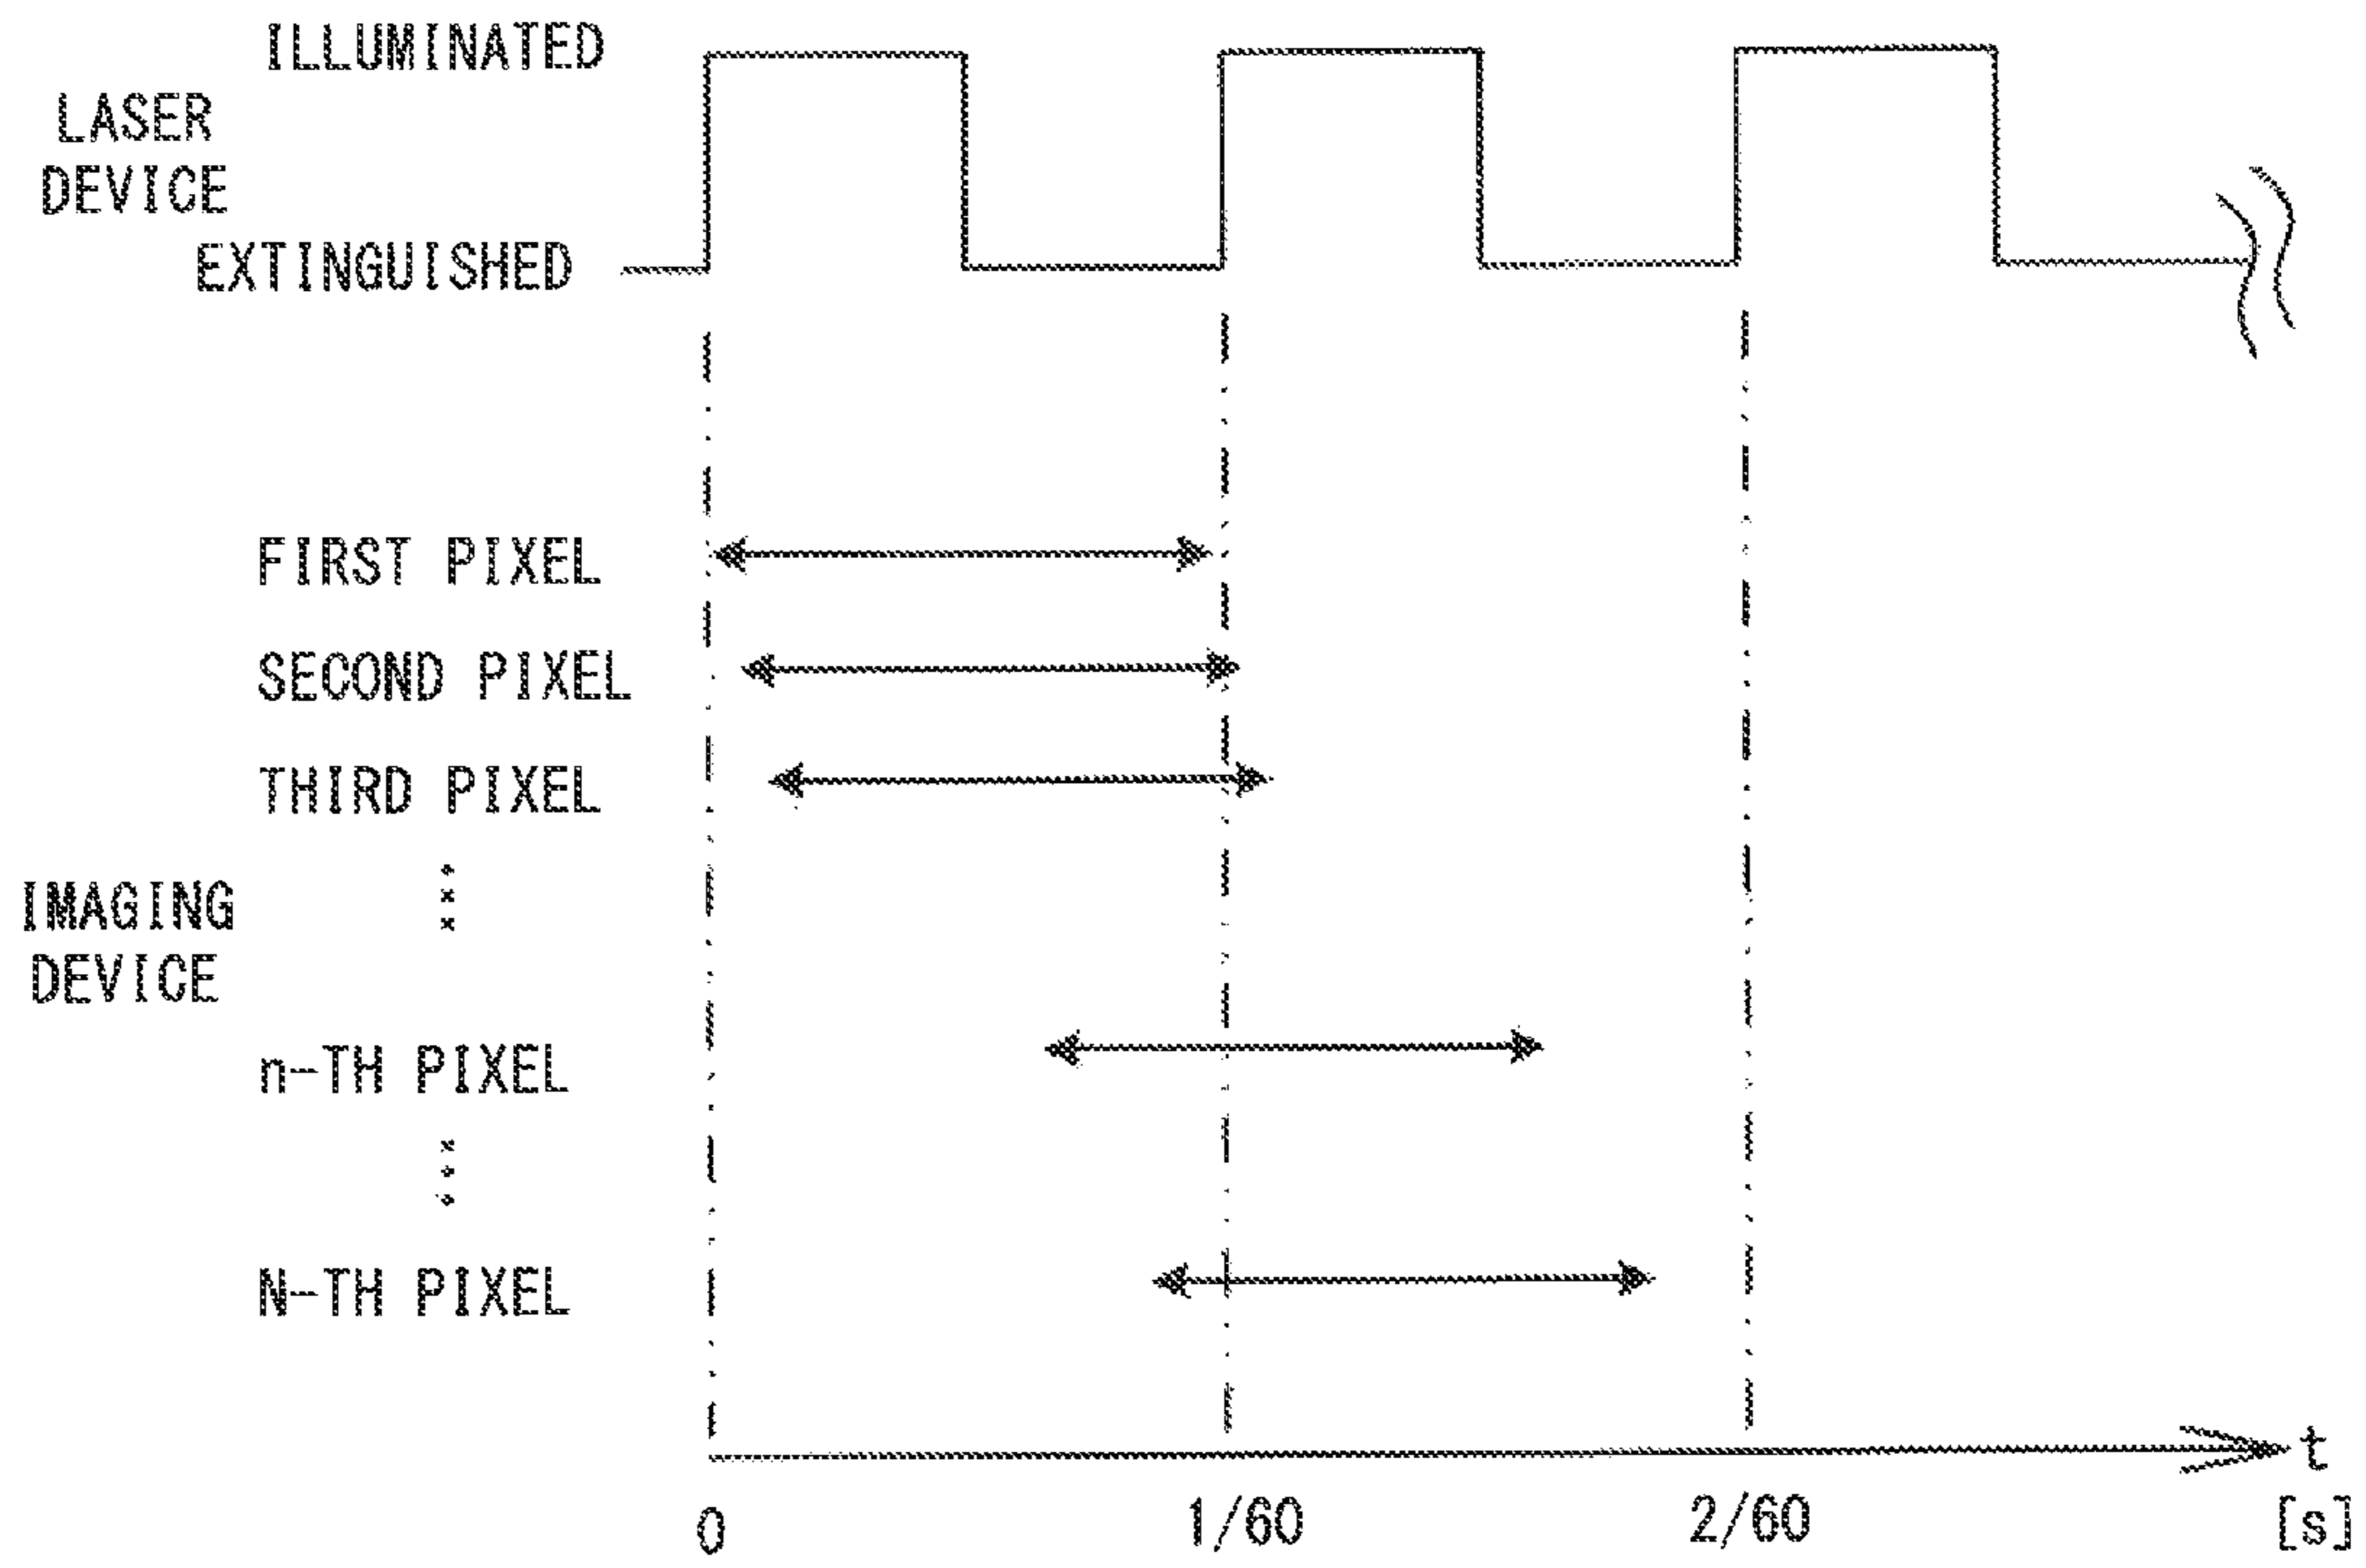 ILLUMINATED
LASER
DEVICE
EXTINGUISHED
FIRST PIXEL
SECOND PIXEL
THIRD PIXEL
IMAGING
DEVICE
n-TH PIXEL
N-TH PIXEL
t
0
1/60
2/60
[s]